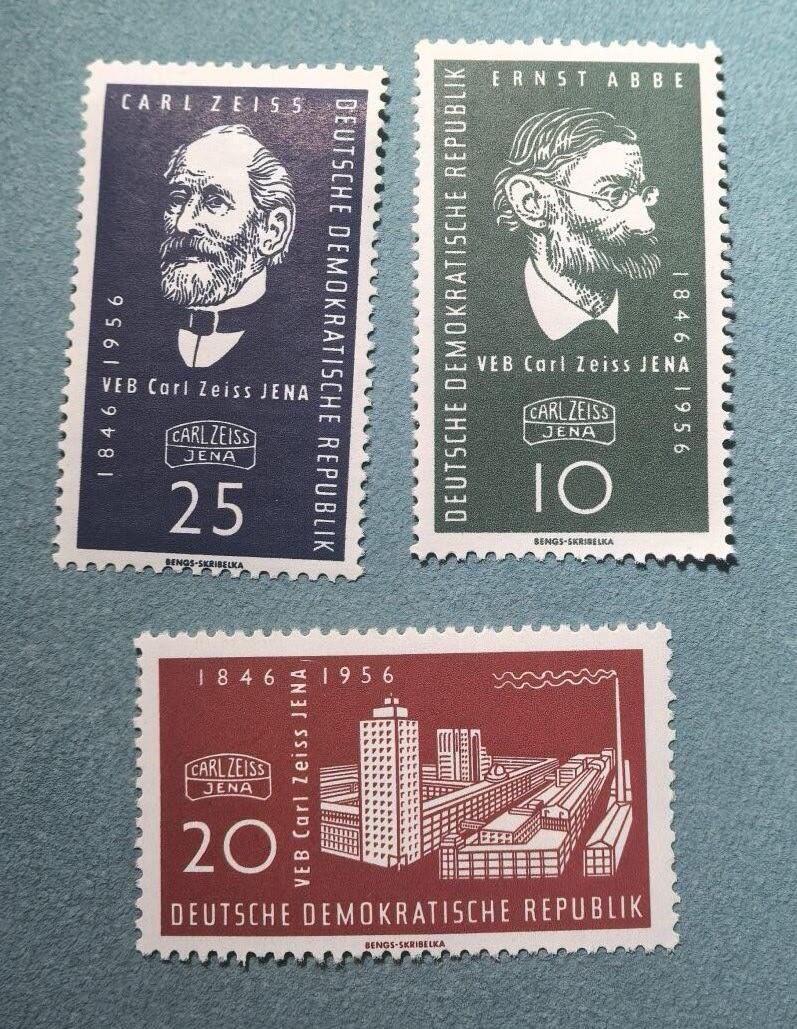 CARL ZEISS
DEUTSCHE DEMOKRATISCHE REPUBLIK
1846 1956
VEB Carl Zeiss JENA
CARL ZEISS
JENA
25
BENGS-SKRIBELKA
ERNST ABBE
DEUTSCHE DEMOKRATISCHE REPUBLIK
1846 1956
VEB Carl Zeiss JENA
CARL ZEISS
JENA
10
BENGS-SKRIBELKA
1846 1956
VEB Carl Zeiss JENA
CARL ZEISS
JENA
20
DEUTSCHE DEMOKRATISCHE REPUBLIK
BENGS-SKRIBELKA